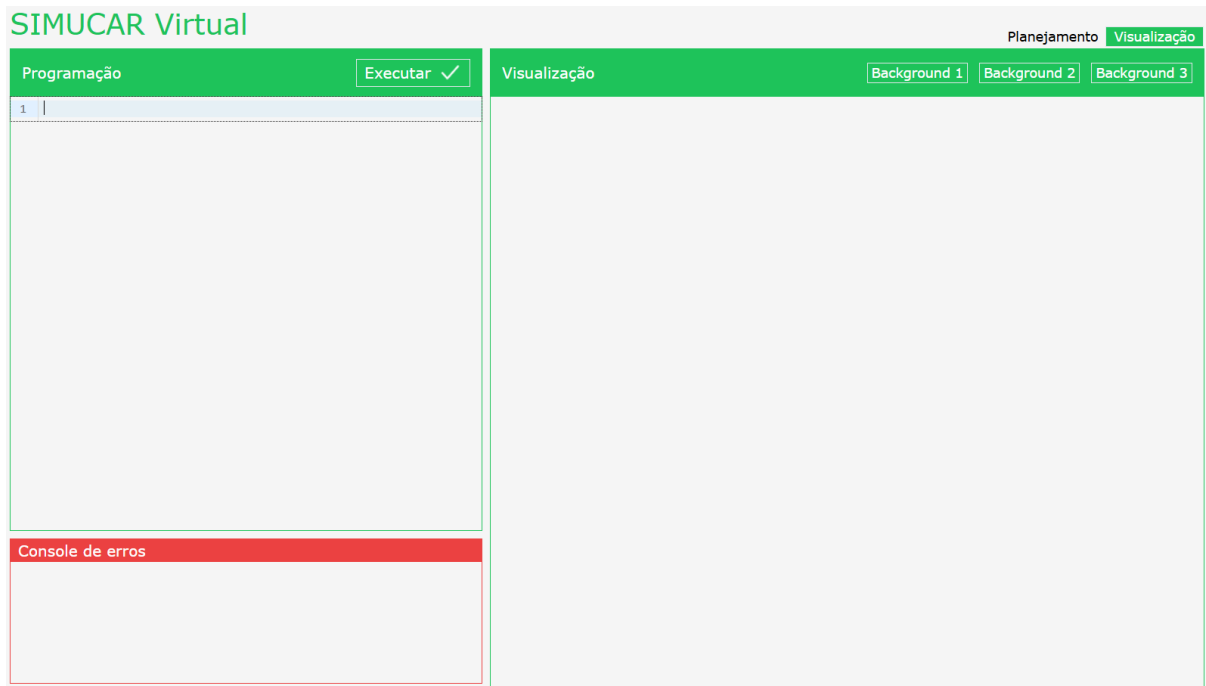 SIMUCAR Virtual
Planejamento Visualização
Programação Executar
Visualização Background 1 Background 2 Background 3
1
Console de erros